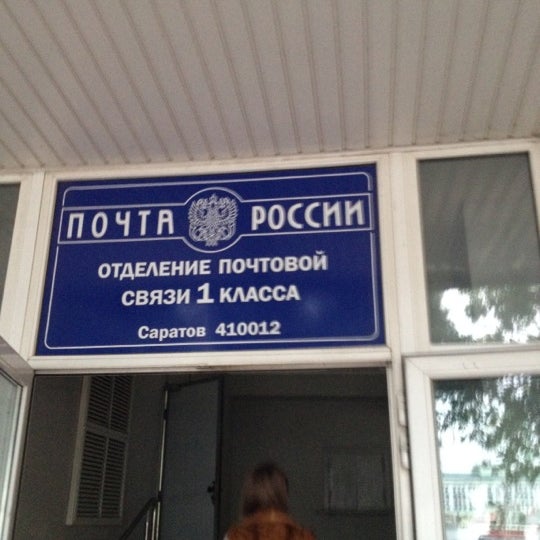 ПОЧТА РОССИИ
ОТДЕЛЕНИЕ ПОЧТОВОЙ
СВЯЗИ 1 КЛАССА
Саратов 410012